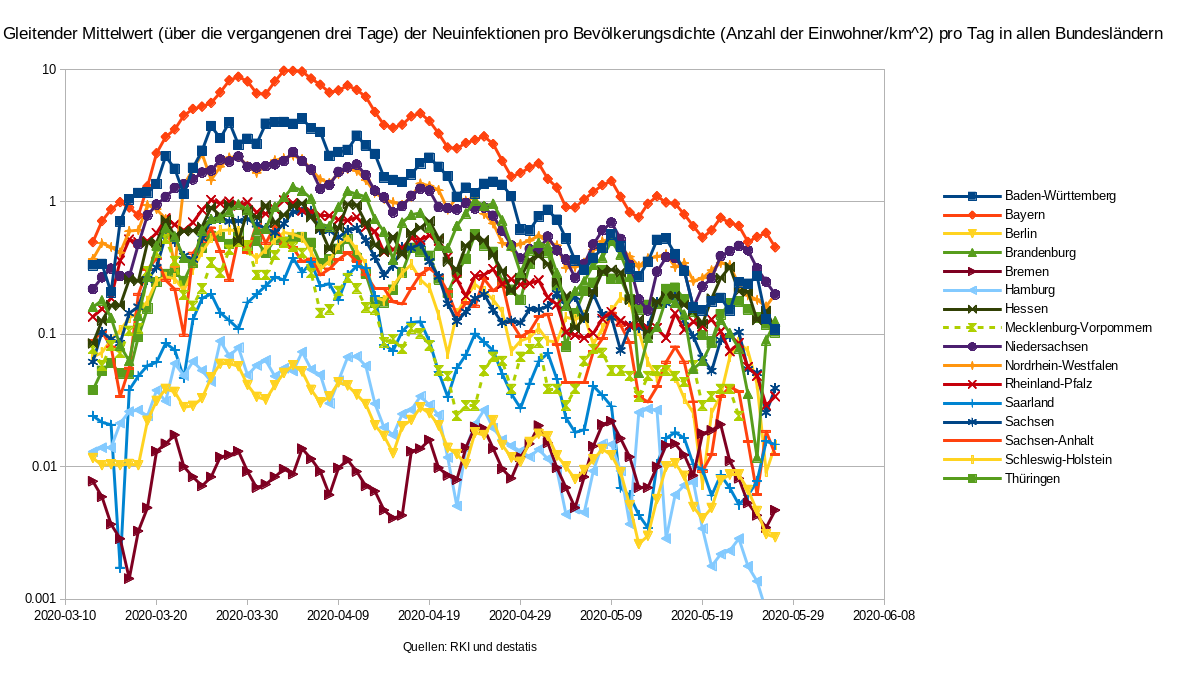 Gleitender Mittelwert (über die vergangenen drei Tage) der Neuinfektionen pro Bevölkerungsdichte (Anzahl der Einwohner/km^2) pro Tag in allen Bundesländern
10
1
0.1
0.01
0.001
2020-03-10 2020-03-20 2020-03-30 2020-04-09 2020-04-19 2020-04-29 2020-05-09 2020-05-19 2020-05-29 2020-06-08
Quellen: RKI und destatis
Baden-Württemberg
Bayern
Berlin
Brandenburg
Bremen
Hamburg
Hessen
Mecklenburg-Vorpommern
Niedersachsen
Nordrhein-Westfalen
Rheinland-Pfalz
Saarland
Sachsen
Sachsen-Anhalt
Schleswig-Holstein
Thüringen